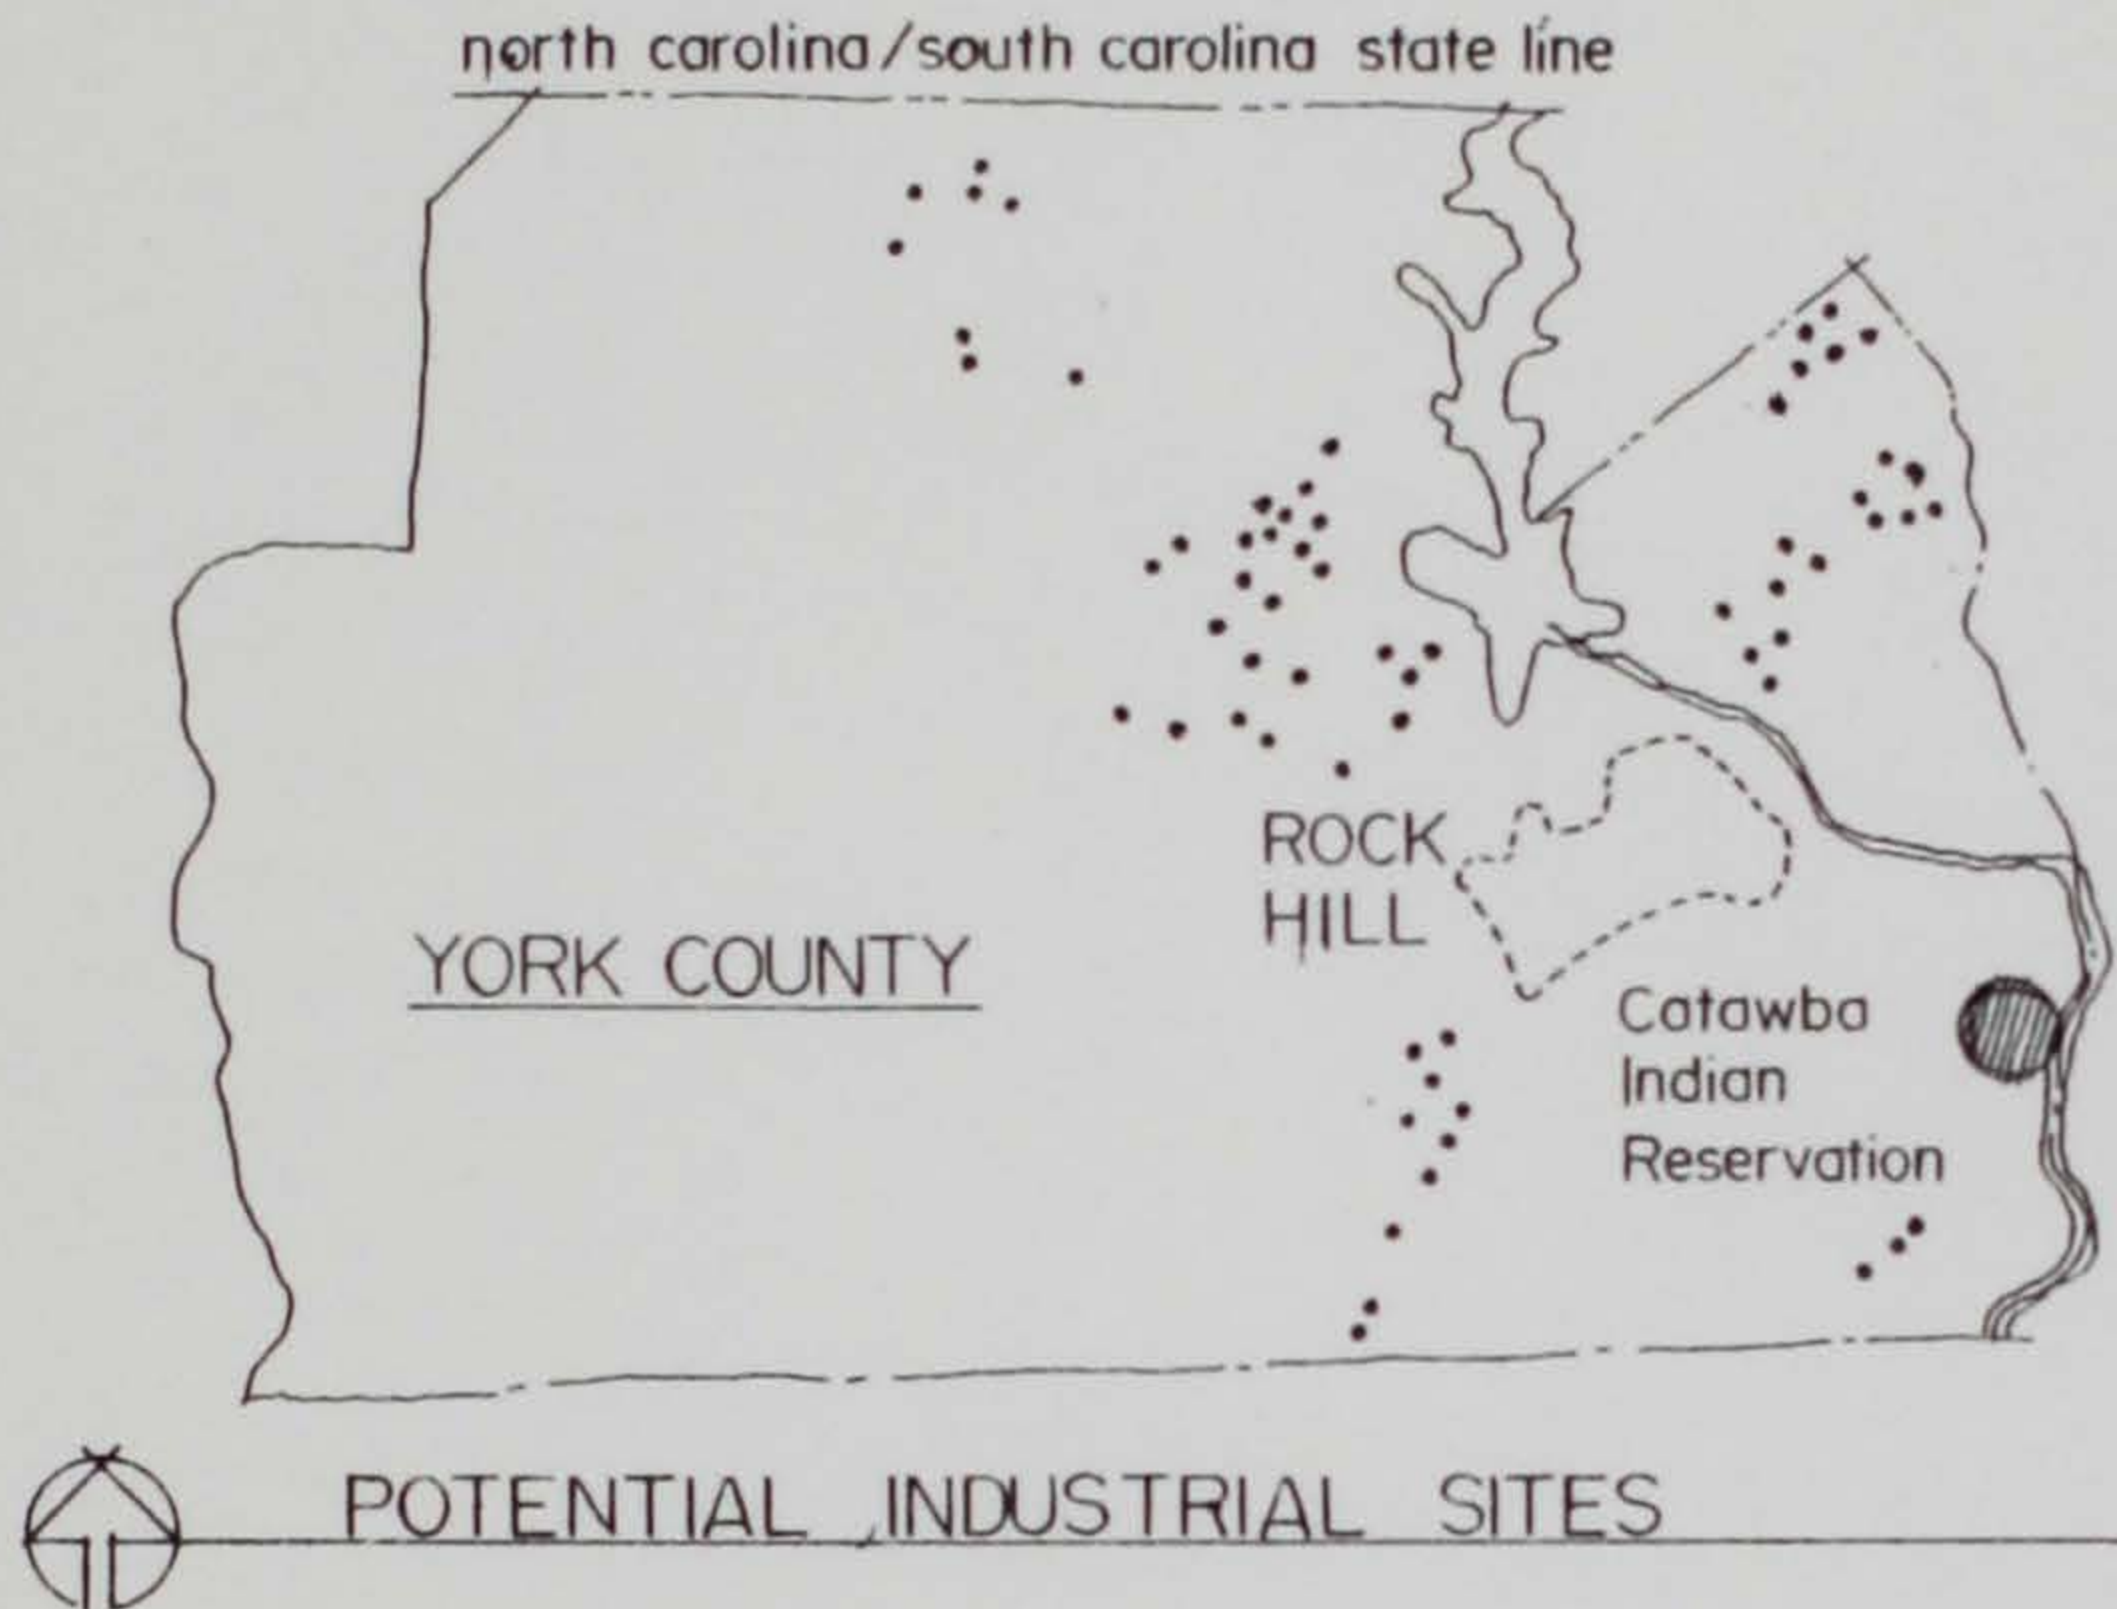 north carolina/south carolina state line
ROCK
HILL
YORK COUNTY
Catawba
Indian
Reservation
POTENTIAL INDUSTRIAL SITES